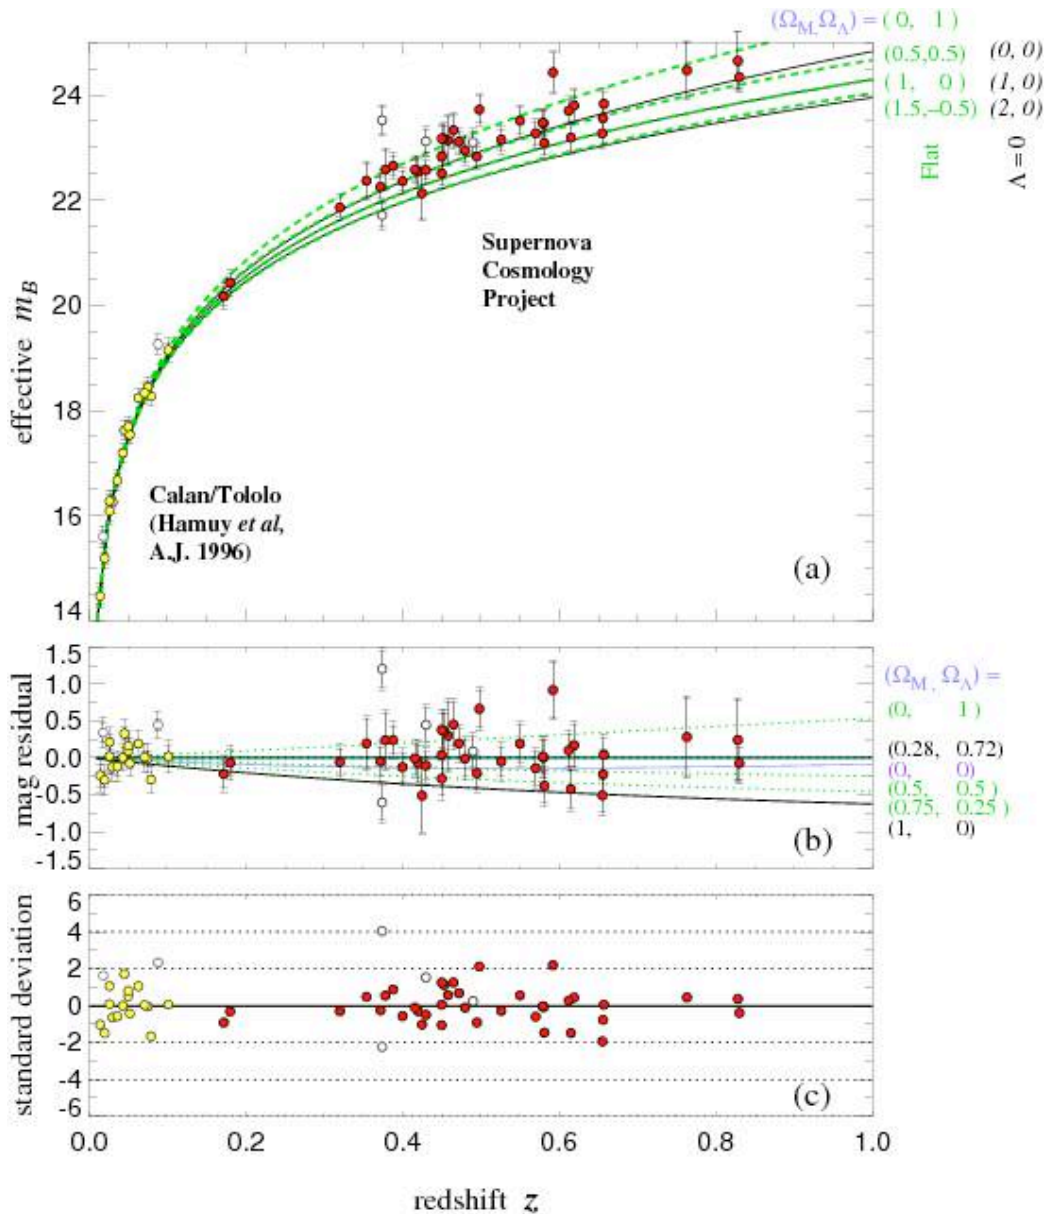 (Ω_M, Ω_Λ) = ( 0, 1 )
(0.5,0.5) (0, 0)
( 1, 0 ) (1, 0)
(1.5,–0.5) (2, 0)
Flat
Λ = 0
24
22
20
18
16
14
effective m_B
Supernova
Cosmology
Project
Calan/Tololo
(Hamuy et al,
A.J. 1996)
(a)
1.5
1.0
0.5
0.0
-0.5
-1.0
-1.5
mag residual
(b)
(Ω_M , Ω_Λ) =
(0, 1 )
(0.28, 0.72)
(0, 0)
(0.5, 0.5 )
(0.75, 0.25 )
(1, 0)
6
4
2
0
-2
-4
-6
standard deviation
(c)
0.0 0.2 0.4 0.6 0.8 1.0
redshift z